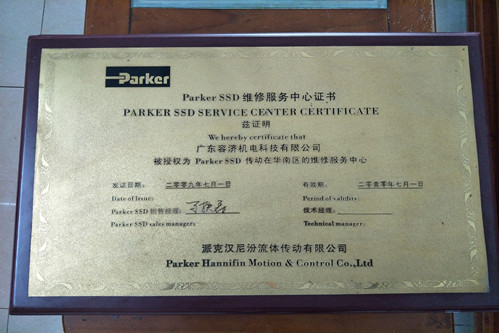 Parker
Parker SSD 维修服务中心证书
PARKER SSD SERVICE CENTER CERTIFICATE
兹证明
We hereby certificate that
广东容济机电科技有限公司
被授权为 Parker SSD 传动在华南区的维修服务中心
发证日期： 二零零九年七月一日 有效期： 二零壹零年七月一日
Date of Issue: Period of validity:
Parker SSD 销售经理： 技术经理：
Parker SSD sales manager: Technical manager:
派克汉尼汾流体传动有限公司
Parker Hannifin Motion & Control Co.,Ltd